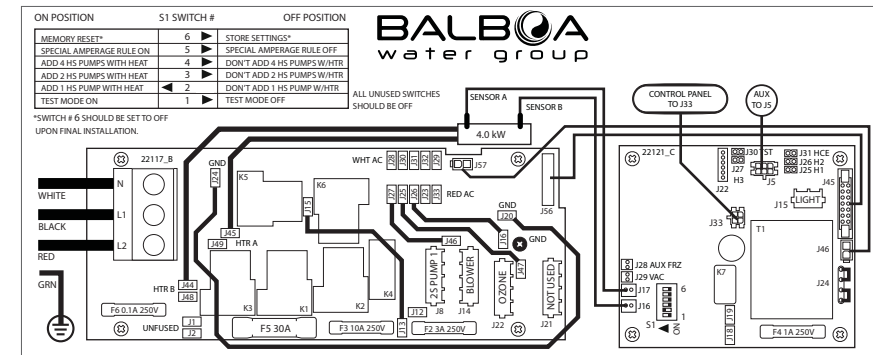 ON POSITION S1 SWITCH # OFF POSITION
MEMORY RESET* 6 ▶ STORE SETTINGS*
SPECIAL AMPERAGE RULE ON 5 ▶ SPECIAL AMPERAGE RULE OFF
ADD 4 HS PUMPS WITH HEAT 4 ▶ DON'T ADD 4 HS PUMPS W/HTR
ADD 2 HS PUMPS WITH HEAT 3 ▶ DON'T ADD 2 HS PUMPS W/HTR
ADD 1 HS PUMP WITH HEAT ◀ 2 DON'T ADD 1 HS PUMP W/HTR
TEST MODE ON 1 ▶ TEST MODE OFF
*SWITCH # 6 SHOULD BE SET TO OFF
UPON FINAL INSTALLATION.
ALL UNUSED SWITCHES
SHOULD BE OFF
BALBOA
water group
SENSOR A
SENSOR B
4.0 kW
CONTROL PANEL
TO J33
AUX
TO J5
22117_B
WHITE
BLACK
RED
GRN
N
L1
L2
GND
J24
K5
K6
J15
J45
J49
HTR A
HTR B
J44
J48
K3
K1
K2
K4
F6 0.1A 250V
UNFUSED
J1
J2
F5 30A
F3 10A 250V
J13
J12
F2 3A 250V
WHT AC
J28
J30
J31
J32
J29
J57
J27
J25
J26
J23
J33
RED AC
GND
J20
J56
J16
GND
J46
J47
2S PUMP 1
J8
BLOWER
J14
OZONE
J22
NOT USED
J21
22121_C
J22
J30 TST
J27
H3
J5
J31 HCE
J26 H2
J25 H1
J45
J15
LIGHT
J33
T1
J46
J28 AUX FRZ
J29 VAC
J17
J16
K7
J24
6
1
S1
ON
J19
J18
F4 1A 250V